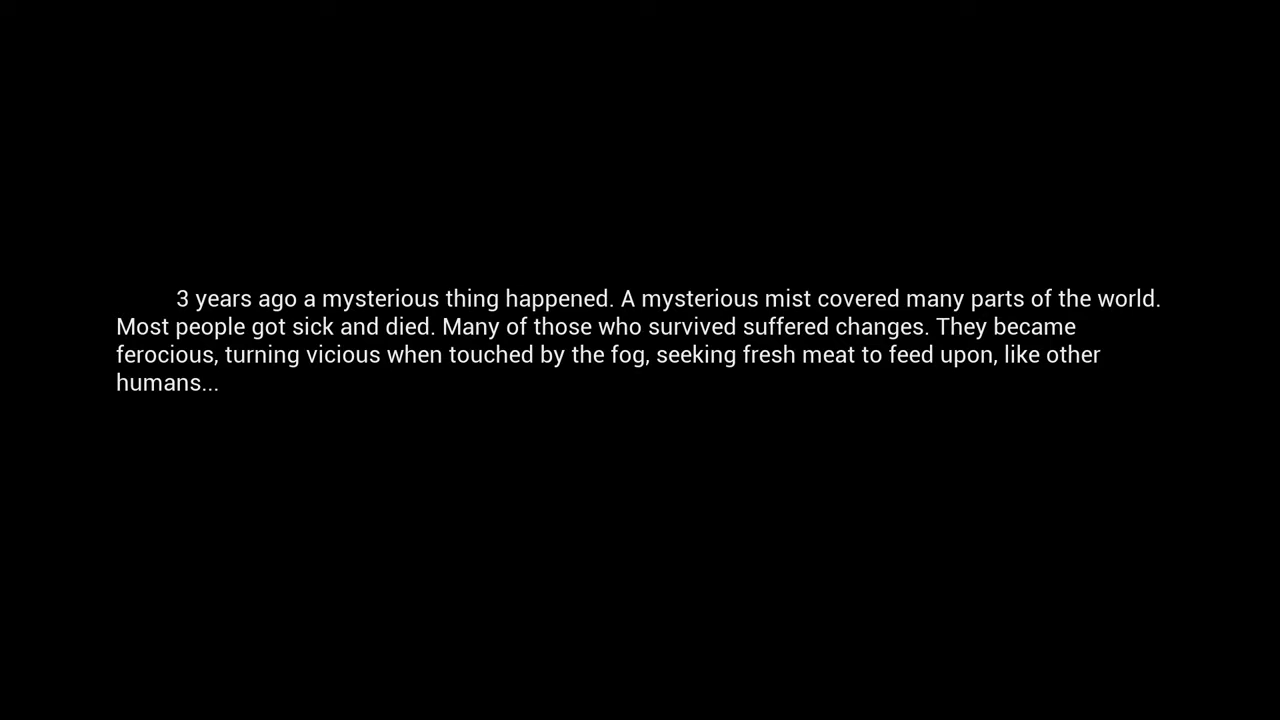 3 years ago a mysterious thing happened. A mysterious mist covered many parts of the world.
Most people got sick and died. Many of those who survived suffered changes. They became
ferocious, turning vicious when touched by the fog, seeking fresh meat to feed upon, like other
humans...